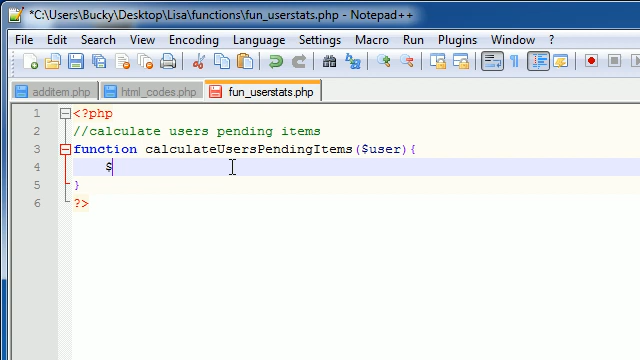 *C:\Users\Bucky\Desktop\Lisa\functions\fun_userstats.php - Notepad++
File Edit Search View Encoding Language Settings Macro Run Plugins Window ?
additem.php html_codes.php fun_userstats.php
1 <?php
2 //calculate users pending items
3 function calculateUsersPendingItems($user){
4 $
5 }
6 ?>